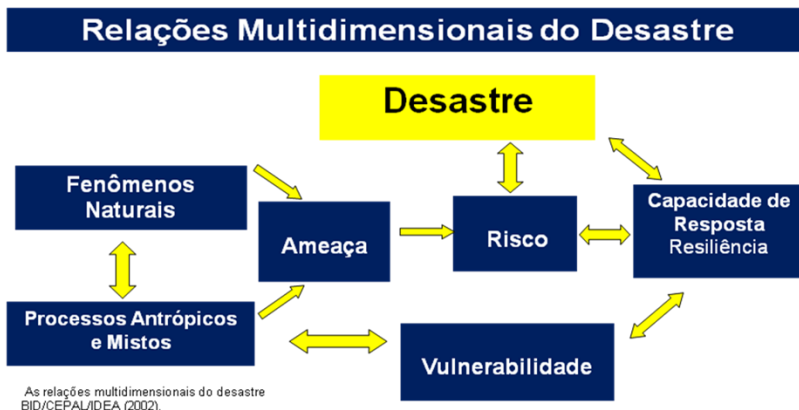 Relações Multidimensionais do Desastre
Desastre
Fenômenos
Naturais
Ameaça
Risco
Capacidade de
Resposta
Resiliência
Processos Antrópicos
e Mistos
Vulnerabilidade
As relações multidimensionais do desastre
BID/CEPAL/IDEA (2002).